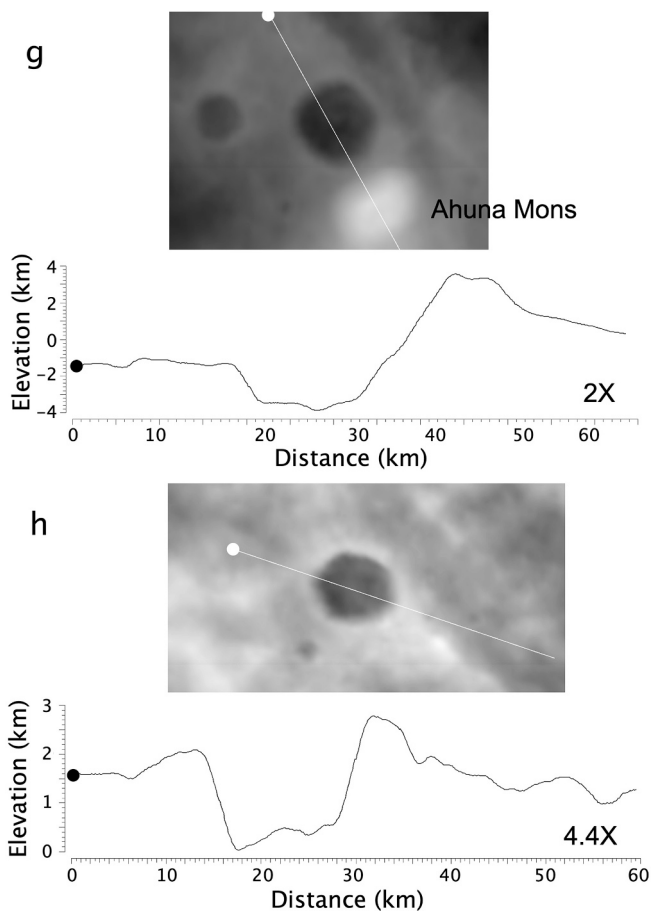 g
Ahuna Mons
Elevation (km)
4
2
0
−2
−4
2X
0 10 20 30 40 50 60
Distance (km)
h
Elevation (km)
3
2
1
0
4.4X
0 10 20 30 40 50 60
Distance (km)